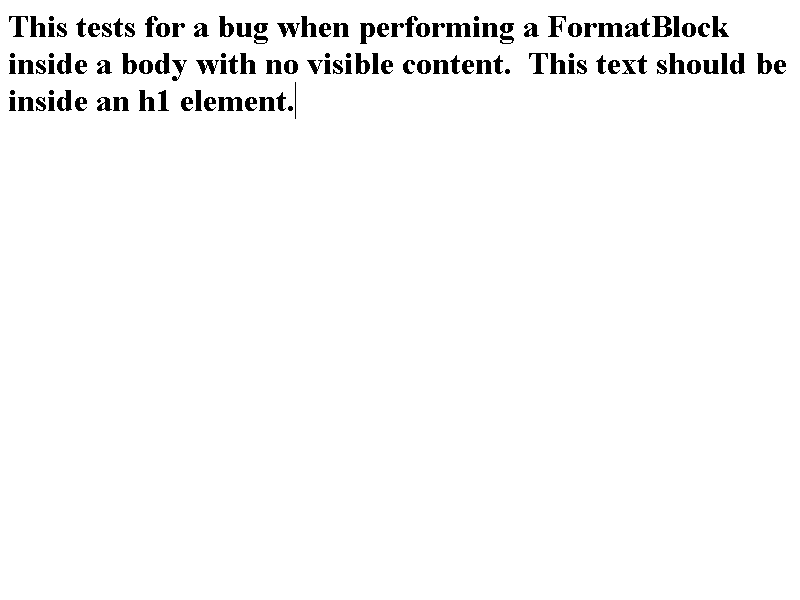 This tests for a bug when performing a FormatBlock
inside a body with no visible content.  This text should be
inside an h1 element.